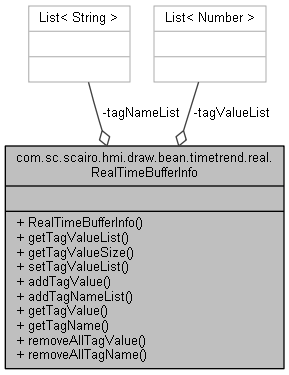 List< String >
List< Number >
-tagNameList
-tagValueList
com.sc.scairo.hmi.draw.bean.timetrend.real.
RealTimeBufferInfo
+ RealTimeBufferInfo()
+ getTagValueList()
+ getTagValueSize()
+ setTagValueList()
+ addTagValue()
+ addTagNameList()
+ getTagValue()
+ getTagName()
+ removeAllTagValue()
+ removeAllTagName()